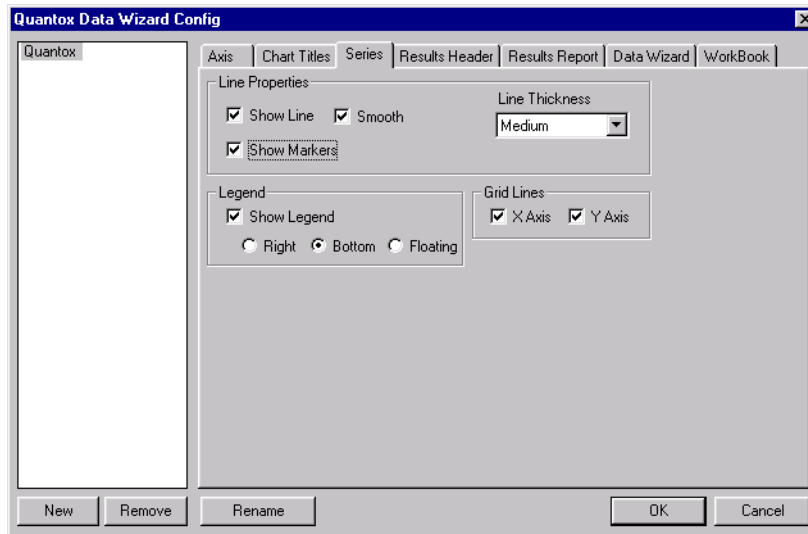 Quantox Data Wizard Config
Quantox
Axis Chart Titles Series Results Header Results Report Data Wizard WorkBook
Line Properties
Show Line Smooth
Line Thickness
Medium
Show Markers
Legend
Show Legend
Right Bottom Floating
Grid Lines
X Axis Y Axis
New Remove Rename OK Cancel